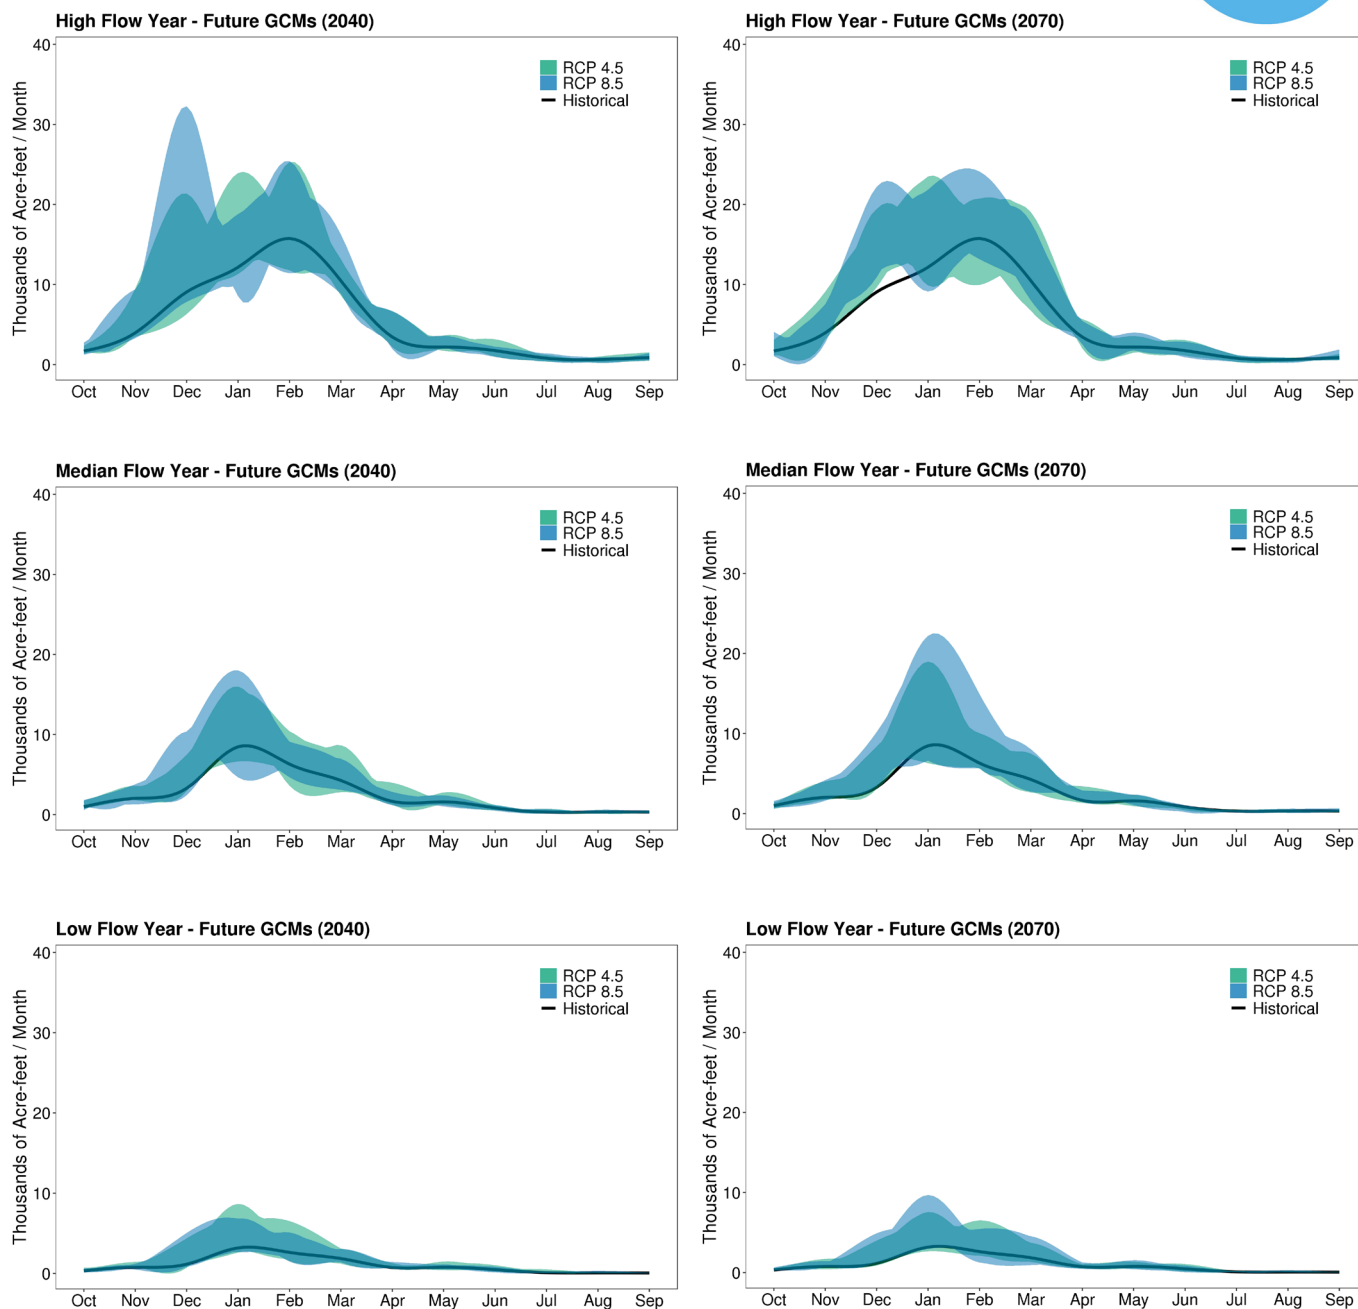 High Flow Year - Future GCMs (2040)
Thousands of Acre-feet / Month
40
30
20
10
0
RCP 4.5
RCP 8.5
Historical
Oct Nov Dec Jan Feb Mar Apr May Jun Jul Aug Sep
High Flow Year - Future GCMs (2070)
Thousands of Acre-feet / Month
40
30
20
10
0
RCP 4.5
RCP 8.5
Historical
Oct Nov Dec Jan Feb Mar Apr May Jun Jul Aug Sep
Median Flow Year - Future GCMs (2040)
Thousands of Acre-feet / Month
40
30
20
10
0
RCP 4.5
RCP 8.5
Historical
Oct Nov Dec Jan Feb Mar Apr May Jun Jul Aug Sep
Median Flow Year - Future GCMs (2070)
Thousands of Acre-feet / Month
40
30
20
10
0
RCP 4.5
RCP 8.5
Historical
Oct Nov Dec Jan Feb Mar Apr May Jun Jul Aug Sep
Low Flow Year - Future GCMs (2040)
Thousands of Acre-feet / Month
40
30
20
10
0
RCP 4.5
RCP 8.5
Historical
Oct Nov Dec Jan Feb Mar Apr May Jun Jul Aug Sep
Low Flow Year - Future GCMs (2070)
Thousands of Acre-feet / Month
40
30
20
10
0
RCP 4.5
RCP 8.5
Historical
Oct Nov Dec Jan Feb Mar Apr May Jun Jul Aug Sep